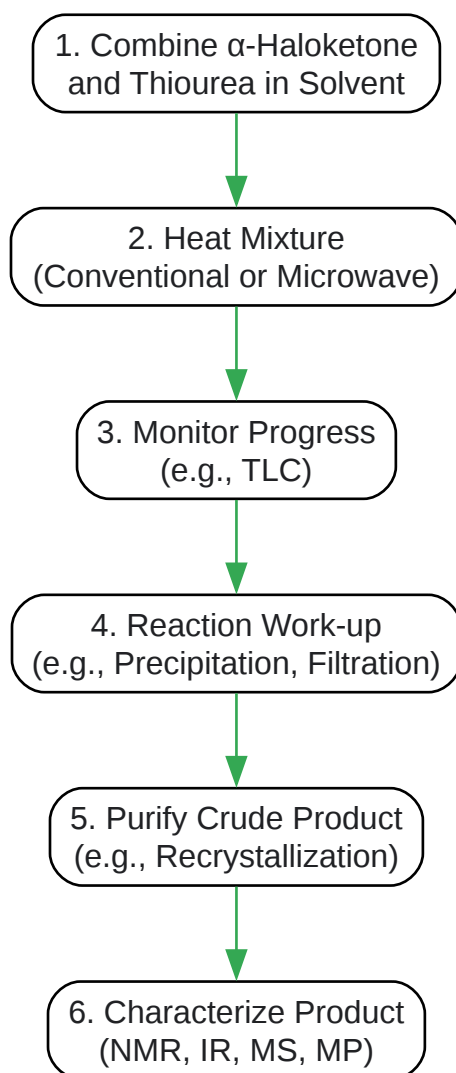 1. Combine α-Haloketone
and Thiourea in Solvent
2. Heat Mixture
(Conventional or Microwave)
3. Monitor Progress
(e.g., TLC)
4. Reaction Work-up
(e.g., Precipitation, Filtration)
5. Purify Crude Product
(e.g., Recrystallization)
6. Characterize Product
(NMR, IR, MS, MP)